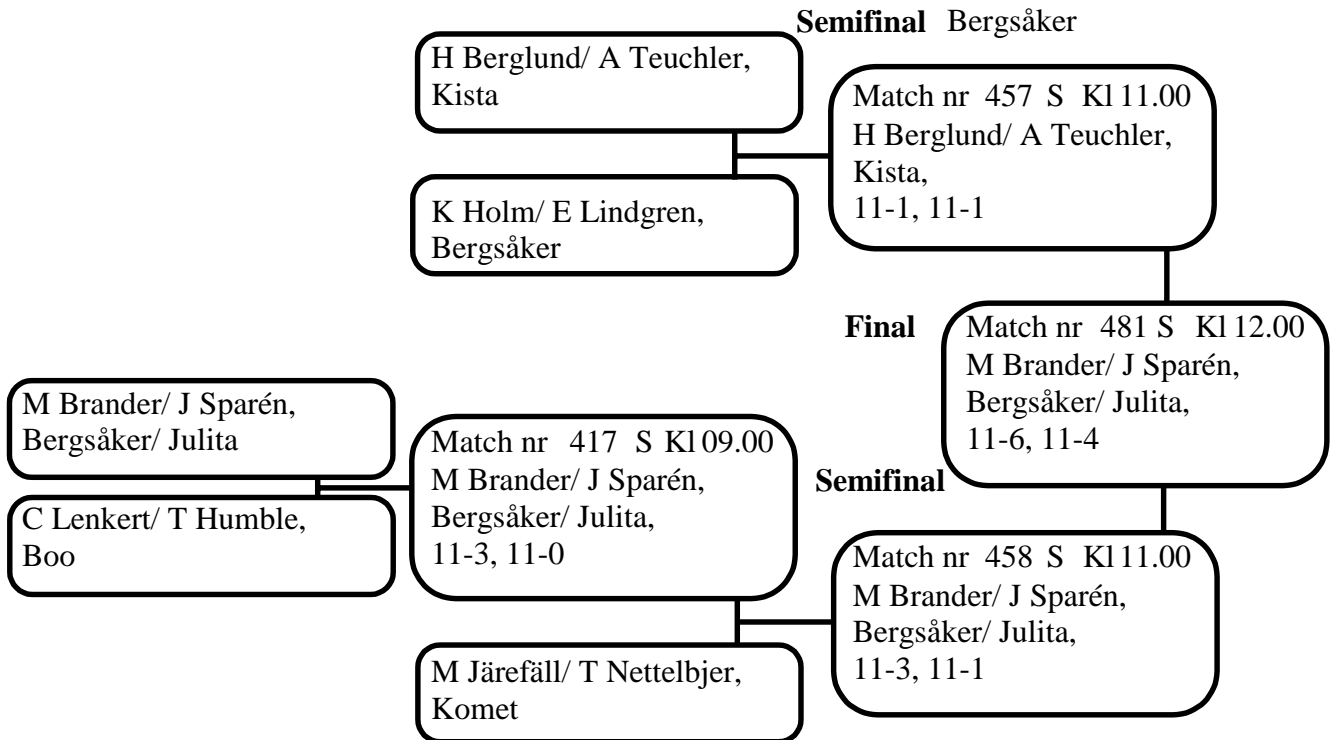 Semifinal Bergsåker
H Berglund/ A Teuchler,
Kista
Match nr 457 S Kl 11.00
H Berglund/ A Teuchler,
Kista,
11-1, 11-1
K Holm/ E Lindgren,
Bergsåker
Final
Match nr 481 S Kl 12.00
M Brander/ J Sparén,
Bergsåker/ Julita,
11-6, 11-4
M Brander/ J Sparén,
Bergsåker/ Julita
Match nr 417 S Kl 09.00
M Brander/ J Sparén,
Bergsåker/ Julita,
11-3, 11-0
Semifinal
C Lenkert/ T Humble,
Boo
Match nr 458 S Kl 11.00
M Brander/ J Sparén,
Bergsåker/ Julita,
11-3, 11-1
M Järefäll/ T Nettelbjer,
Komet